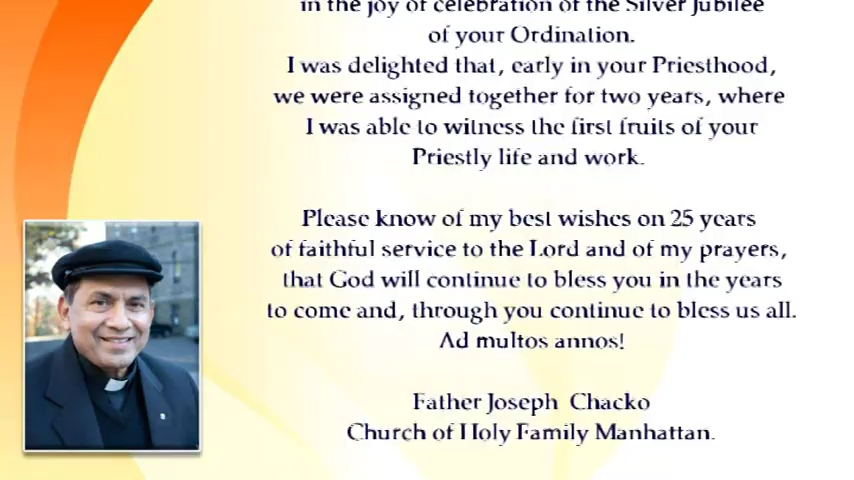 in the joy of celebration of the Silver Jubilee
of your Ordination.
I was delighted that, early in your Priesthood,
we were assigned together for two years, where
I was able to witness the first fruits of your
Priestly life and work.
Please know of my best wishes on 25 years
of faithful service to the Lord and of my prayers,
that God will continue to bless you in the years
to come and, through you continue to bless us all.
Ad multos annos!
Father Joseph Chacko
Church of Holy Family Manhattan.